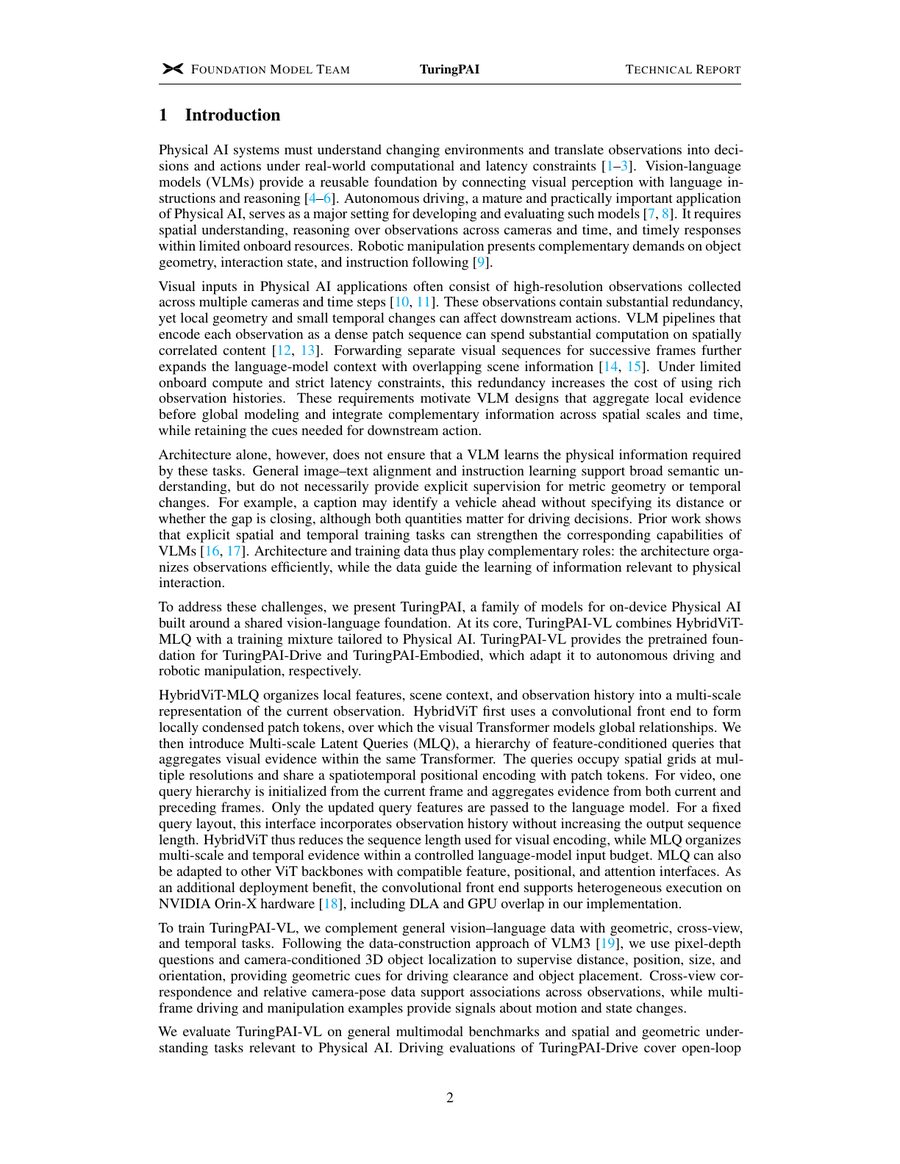 FOUNDATION MODEL TEAM TuringPAI TECHNICAL REPORT
1 Introduction
Physical AI systems must understand changing environments and translate observations into deci-
sions and actions under real-world computational and latency constraints [1–3]. Vision-language
models (VLMs) provide a reusable foundation by connecting visual perception with language in-
structions and reasoning [4–6]. Autonomous driving, a mature and practically important application
of Physical AI, serves as a major setting for developing and evaluating such models [7, 8]. It requires
spatial understanding, reasoning over observations across cameras and time, and timely responses
within limited onboard resources. Robotic manipulation presents complementary demands on object
geometry, interaction state, and instruction following [9].
Visual inputs in Physical AI applications often consist of high-resolution observations collected
across multiple cameras and time steps [10, 11]. These observations contain substantial redundancy,
yet local geometry and small temporal changes can affect downstream actions. VLM pipelines that
encode each observation as a dense patch sequence can spend substantial computation on spatially
correlated content [12, 13]. Forwarding separate visual sequences for successive frames further
expands the language-model context with overlapping scene information [14, 15]. Under limited
onboard compute and strict latency constraints, this redundancy increases the cost of using rich
observation histories. These requirements motivate VLM designs that aggregate local evidence
before global modeling and integrate complementary information across spatial scales and time,
while retaining the cues needed for downstream action.
Architecture alone, however, does not ensure that a VLM learns the physical information required
by these tasks. General image–text alignment and instruction learning support broad semantic un-
derstanding, but do not necessarily provide explicit supervision for metric geometry or temporal
changes. For example, a caption may identify a vehicle ahead without specifying its distance or
whether the gap is closing, although both quantities matter for driving decisions. Prior work shows
that explicit spatial and temporal training tasks can strengthen the corresponding capabilities of
VLMs [16, 17]. Architecture and training data thus play complementary roles: the architecture orga-
nizes observations efficiently, while the data guide the learning of information relevant to physical
interaction.
To address these challenges, we present TuringPAI, a family of models for on-device Physical AI
built around a shared vision-language foundation. At its core, TuringPAI-VL combines HybridViT-
MLQ with a training mixture tailored to Physical AI. TuringPAI-VL provides the pretrained foun-
dation for TuringPAI-Drive and TuringPAI-Embodied, which adapt it to autonomous driving and
robotic manipulation, respectively.
HybridViT-MLQ organizes local features, scene context, and observation history into a multi-scale
representation of the current observation. HybridViT first uses a convolutional front end to form
locally condensed patch tokens, over which the visual Transformer models global relationships. We
then introduce Multi-scale Latent Queries (MLQ), a hierarchy of feature-conditioned queries that
aggregates visual evidence within the same Transformer. The queries occupy spatial grids at mul-
tiple resolutions and share a spatiotemporal positional encoding with patch tokens. For video, one
query hierarchy is initialized from the current frame and aggregates evidence from both current and
preceding frames. Only the updated query features are passed to the language model. For a fixed
query layout, this interface incorporates observation history without increasing the output sequence
length. HybridViT thus reduces the sequence length used for visual encoding, while MLQ organizes
multi-scale and temporal evidence within a controlled language-model input budget. MLQ can also
be adapted to other ViT backbones with compatible feature, positional, and attention interfaces. As
an additional deployment benefit, the convolutional front end supports heterogeneous execution on
NVIDIA Orin-X hardware [18], including DLA and GPU overlap in our implementation.
To train TuringPAI-VL, we complement general vision–language data with geometric, cross-view,
and temporal tasks. Following the data-construction approach of VLM3 [19], we use pixel-depth
questions and camera-conditioned 3D object localization to supervise distance, position, size, and
orientation, providing geometric cues for driving clearance and object placement. Cross-view cor-
respondence and relative camera-pose data support associations across observations, while multi-
frame driving and manipulation examples provide signals about motion and state changes.
We evaluate TuringPAI-VL on general multimodal benchmarks and spatial and geometric under-
standing tasks relevant to Physical AI. Driving evaluations of TuringPAI-Drive cover open-loop
2